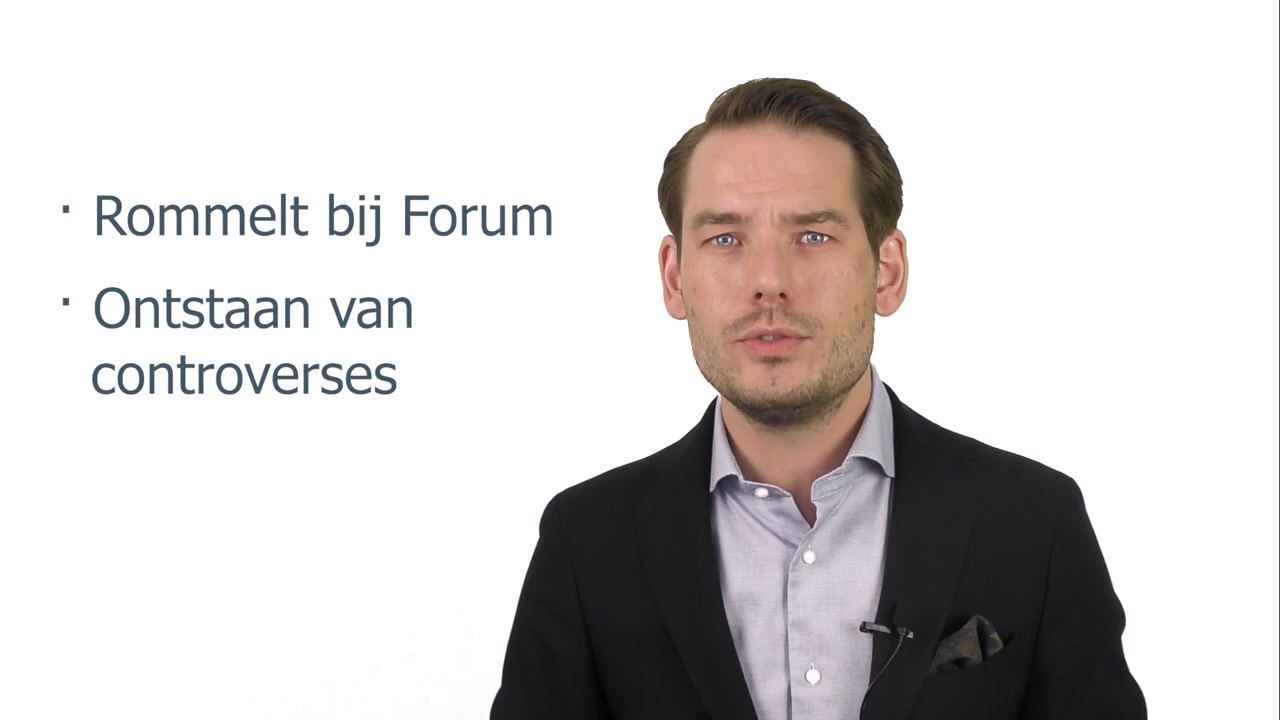 · Rommelt bij Forum
· Ontstaan van
controverses